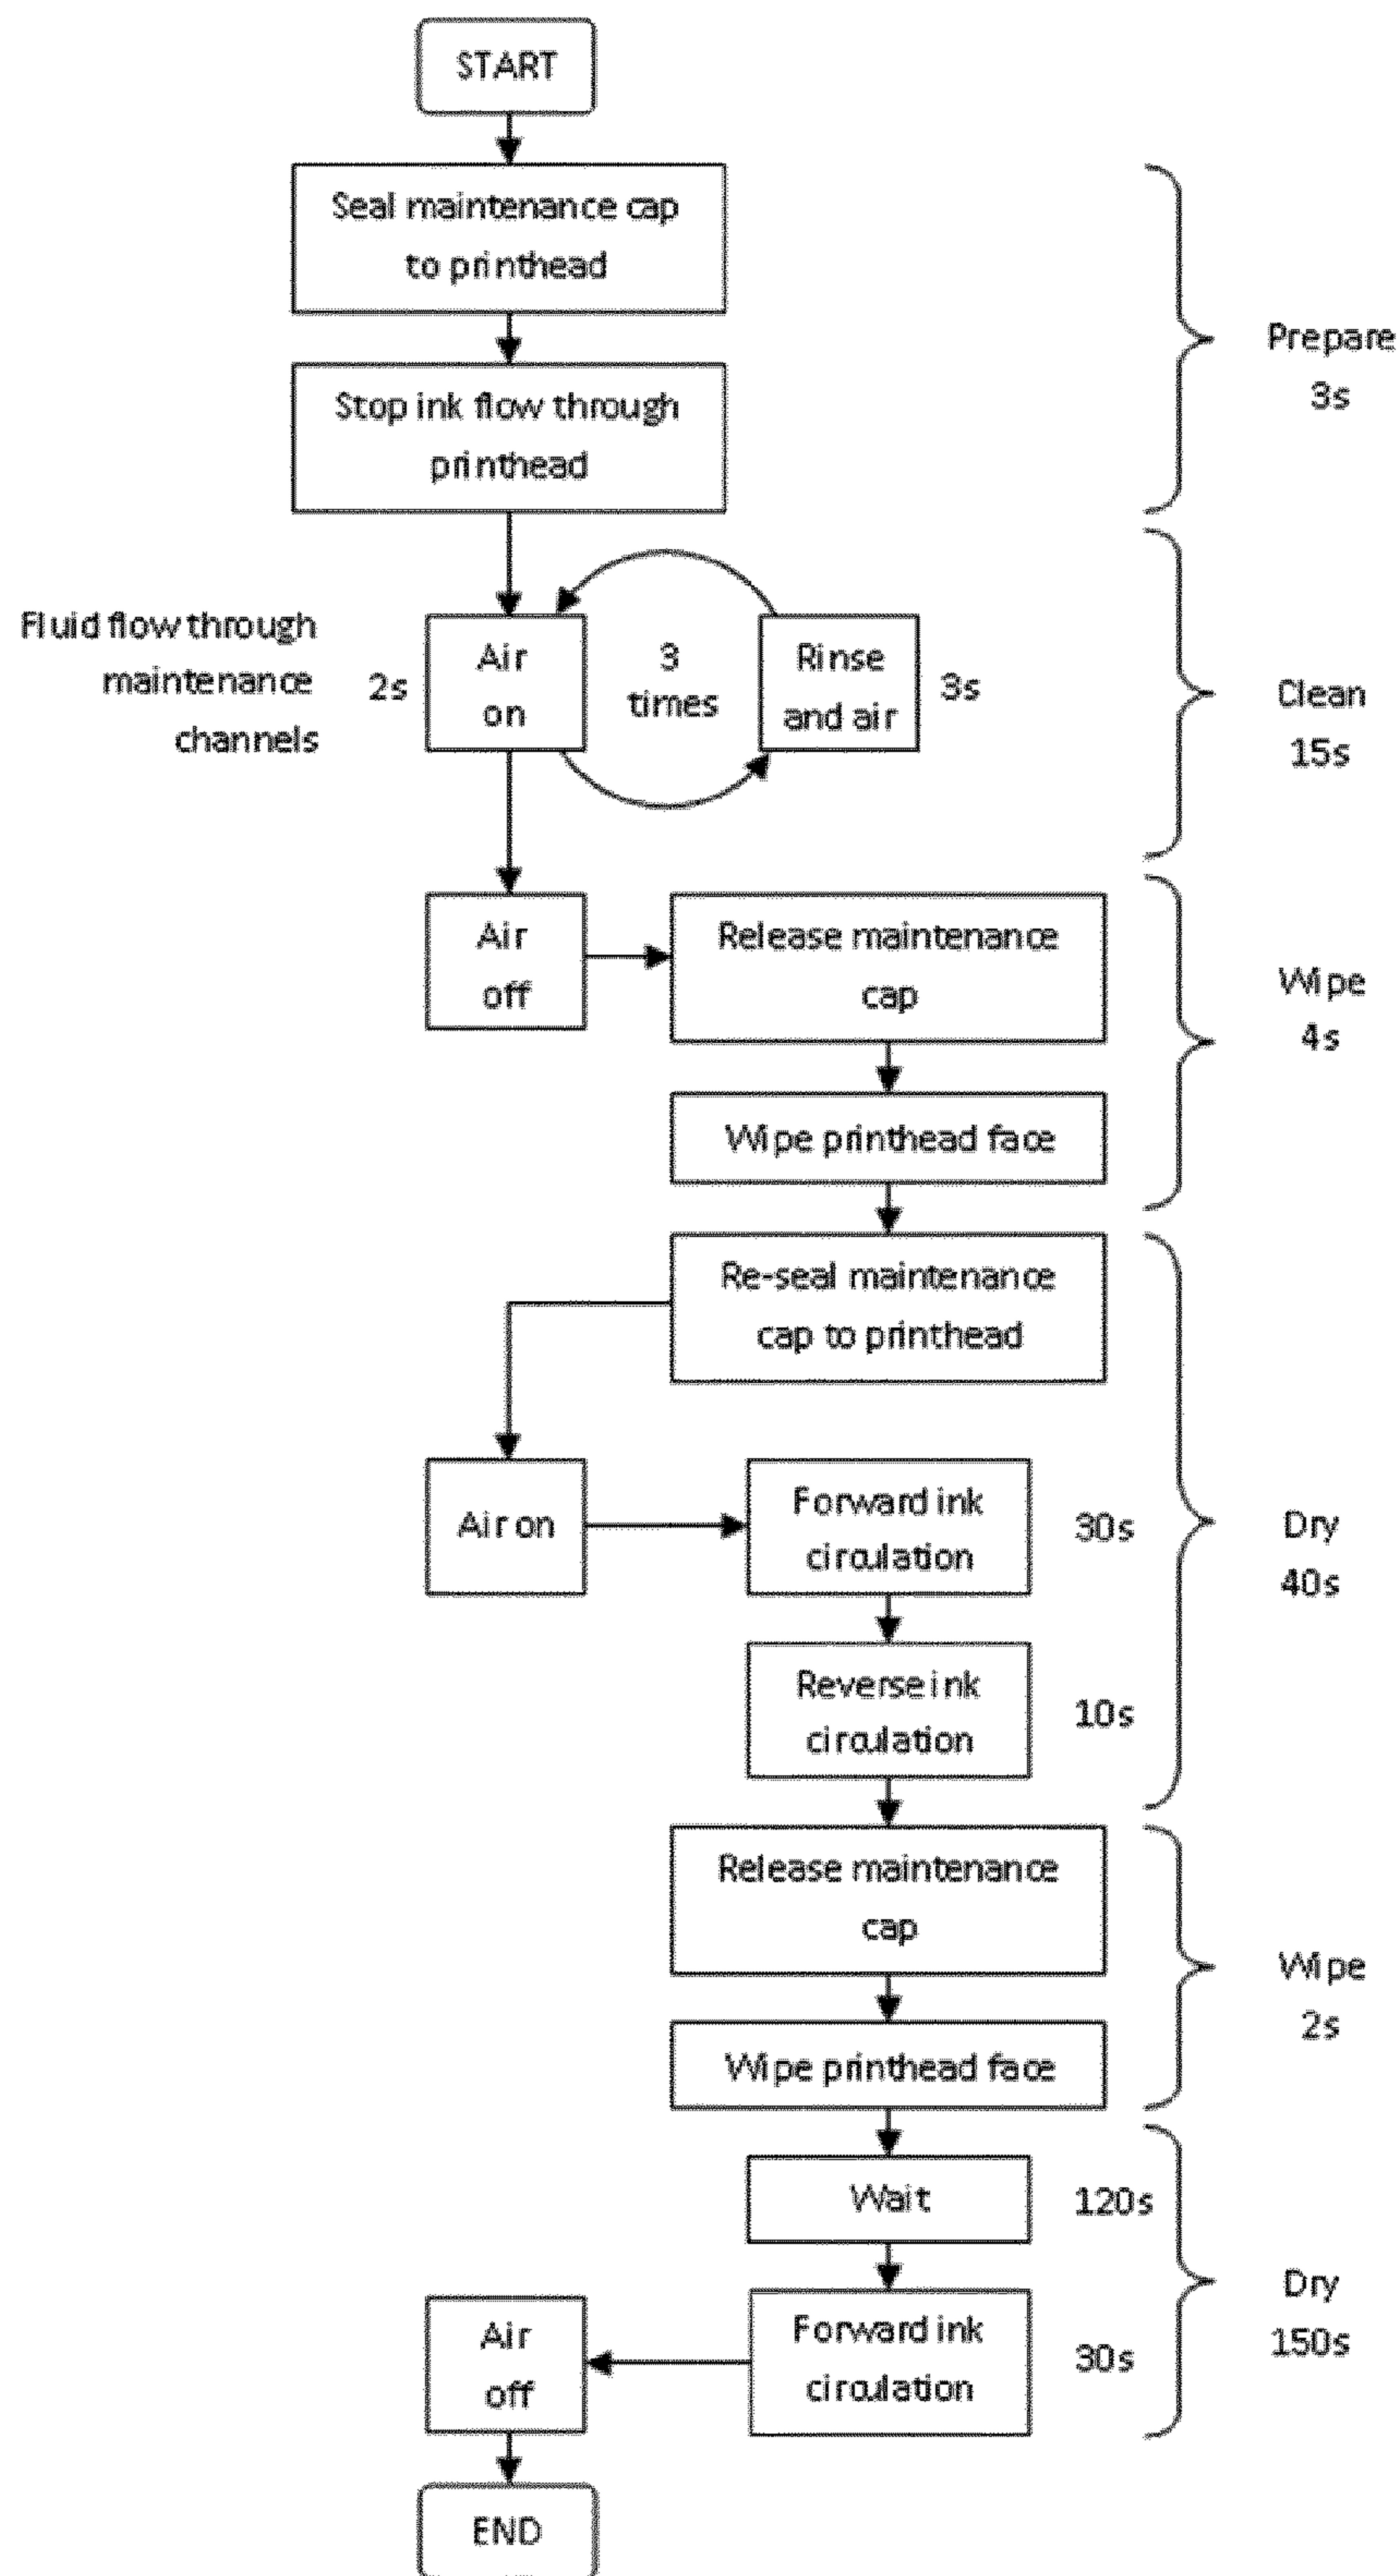 START
Seal maintenance cap
to printhead
Prepare
3s
Stop ink flow through
printhead
Fluid flow through
maintenance
channels
2s
Air
on
3
times
Rinse
and air
3s
Clean
15s
Air
off
Release maintenance
cap
Wipe
4s
Wipe printhead face
Re-seal maintenance
cap to printhead
Air on
Forward ink
circulation
30s
Dry
40s
Reverse ink
circulation
10s
Release maintenance
cap
Wipe
2s
Wipe printhead face
Wait
120s
Dry
150s
Forward ink
circulation
30s
Air
off
END